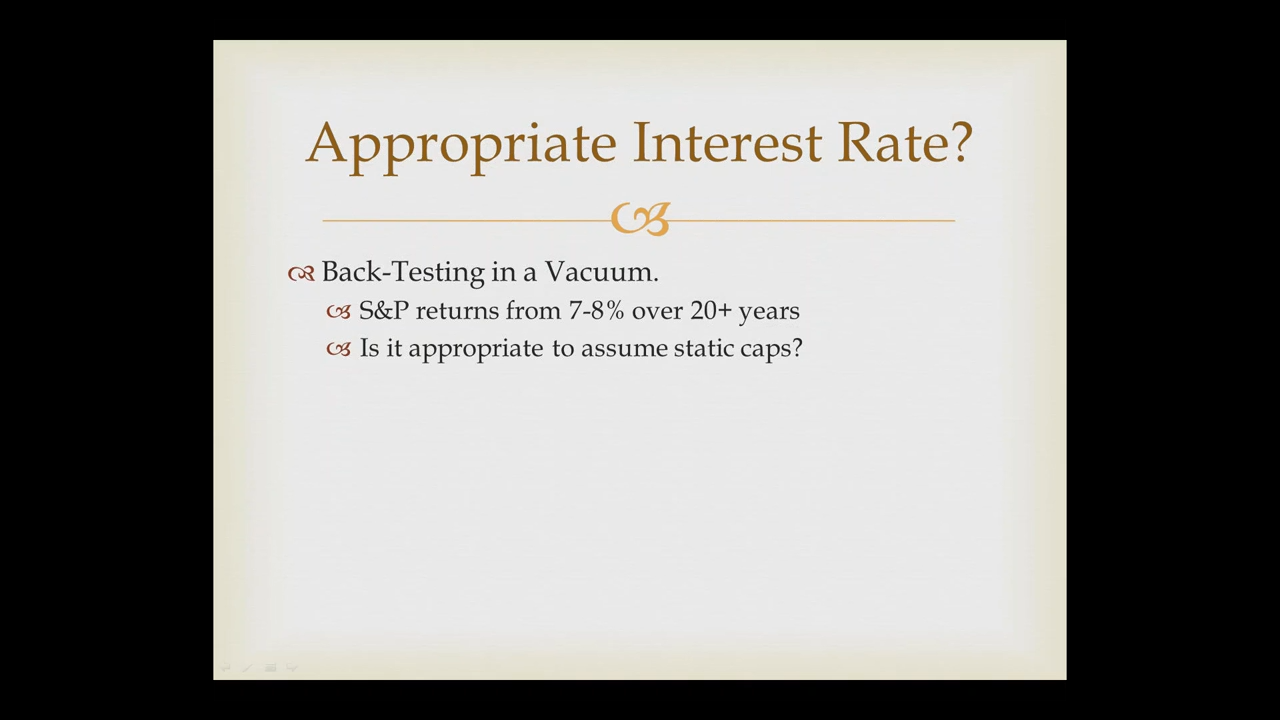 Appropriate Interest Rate?
Back-Testing in a Vacuum.
S&P returns from 7-8% over 20+ years
Is it appropriate to assume static caps?